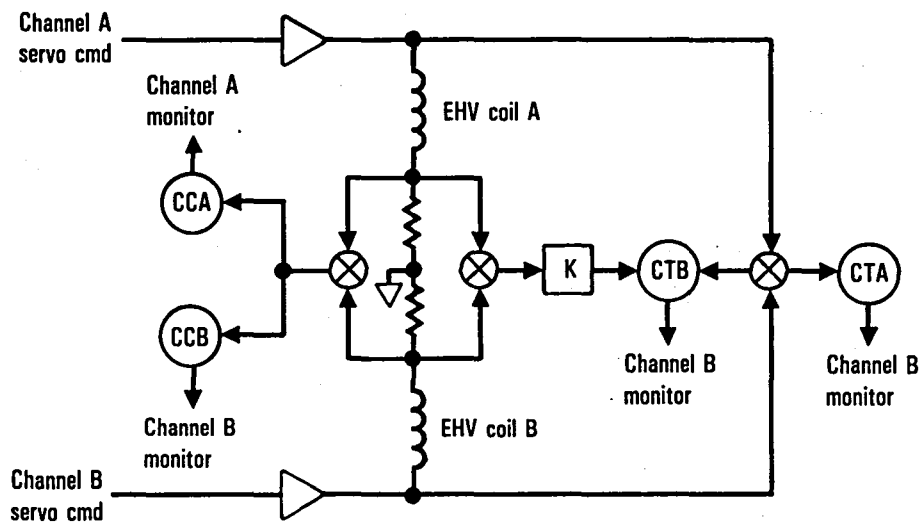 Channel A
servo cmd
Channel A
monitor
EHV coil A
CCA
K
CTB
CTA
CCB
Channel B
monitor
Channel B
monitor
Channel B
monitor
EHV coil B
Channel B
servo cmd